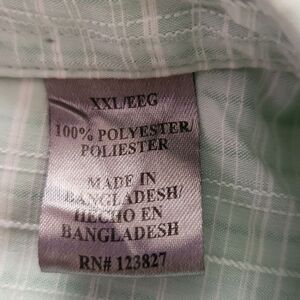 XXL/EEG
100% POLYESTER/
POLIESTER
MADE IN
BANGLADESH/
HECHO EN
BANGLADESH
RN# 123827